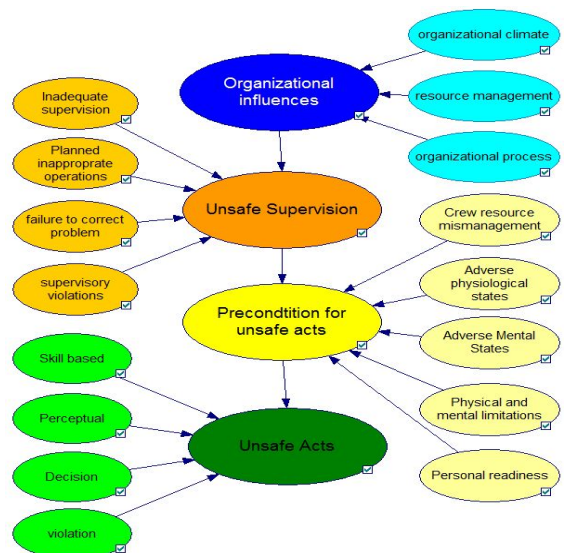 organizational climate
Organizational
influences
resource management
Inadequate
supervision
Planned
inapproprate
operations
organizational process
Unsafe Supervision
failure to correct
problem
Crew resource
mismanagement
supervisory
violations
Adverse
physiological
states
Precondtition for
unsafe acts
Adverse Mental
States
Skill based
Physical and
mental limitations
Perceptual
Unsafe Acts
Decision
Personal readiness
violation